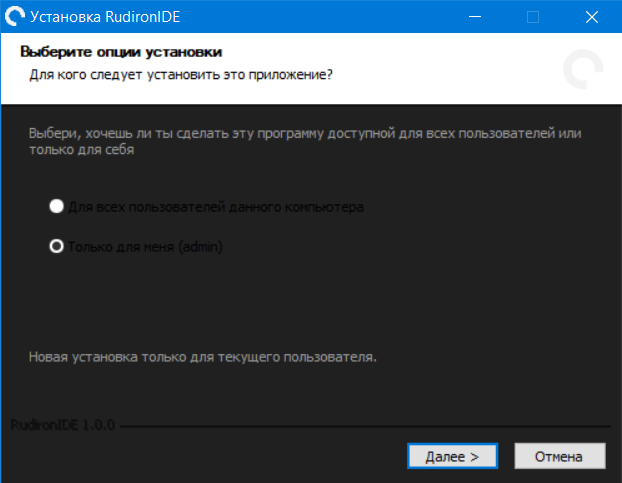 Установка RudironIDE
Выберите опции установки
Для кого следует установить это приложение?
Выбери, хочешь ли ты сделать эту программу доступной для всех пользователей или
только для себя
Для всех пользователей данного компьютера
Только для меня (admin)
Новая установка только для текущего пользователя.
RudironIDE 1.0.0
Далее >
Отмена